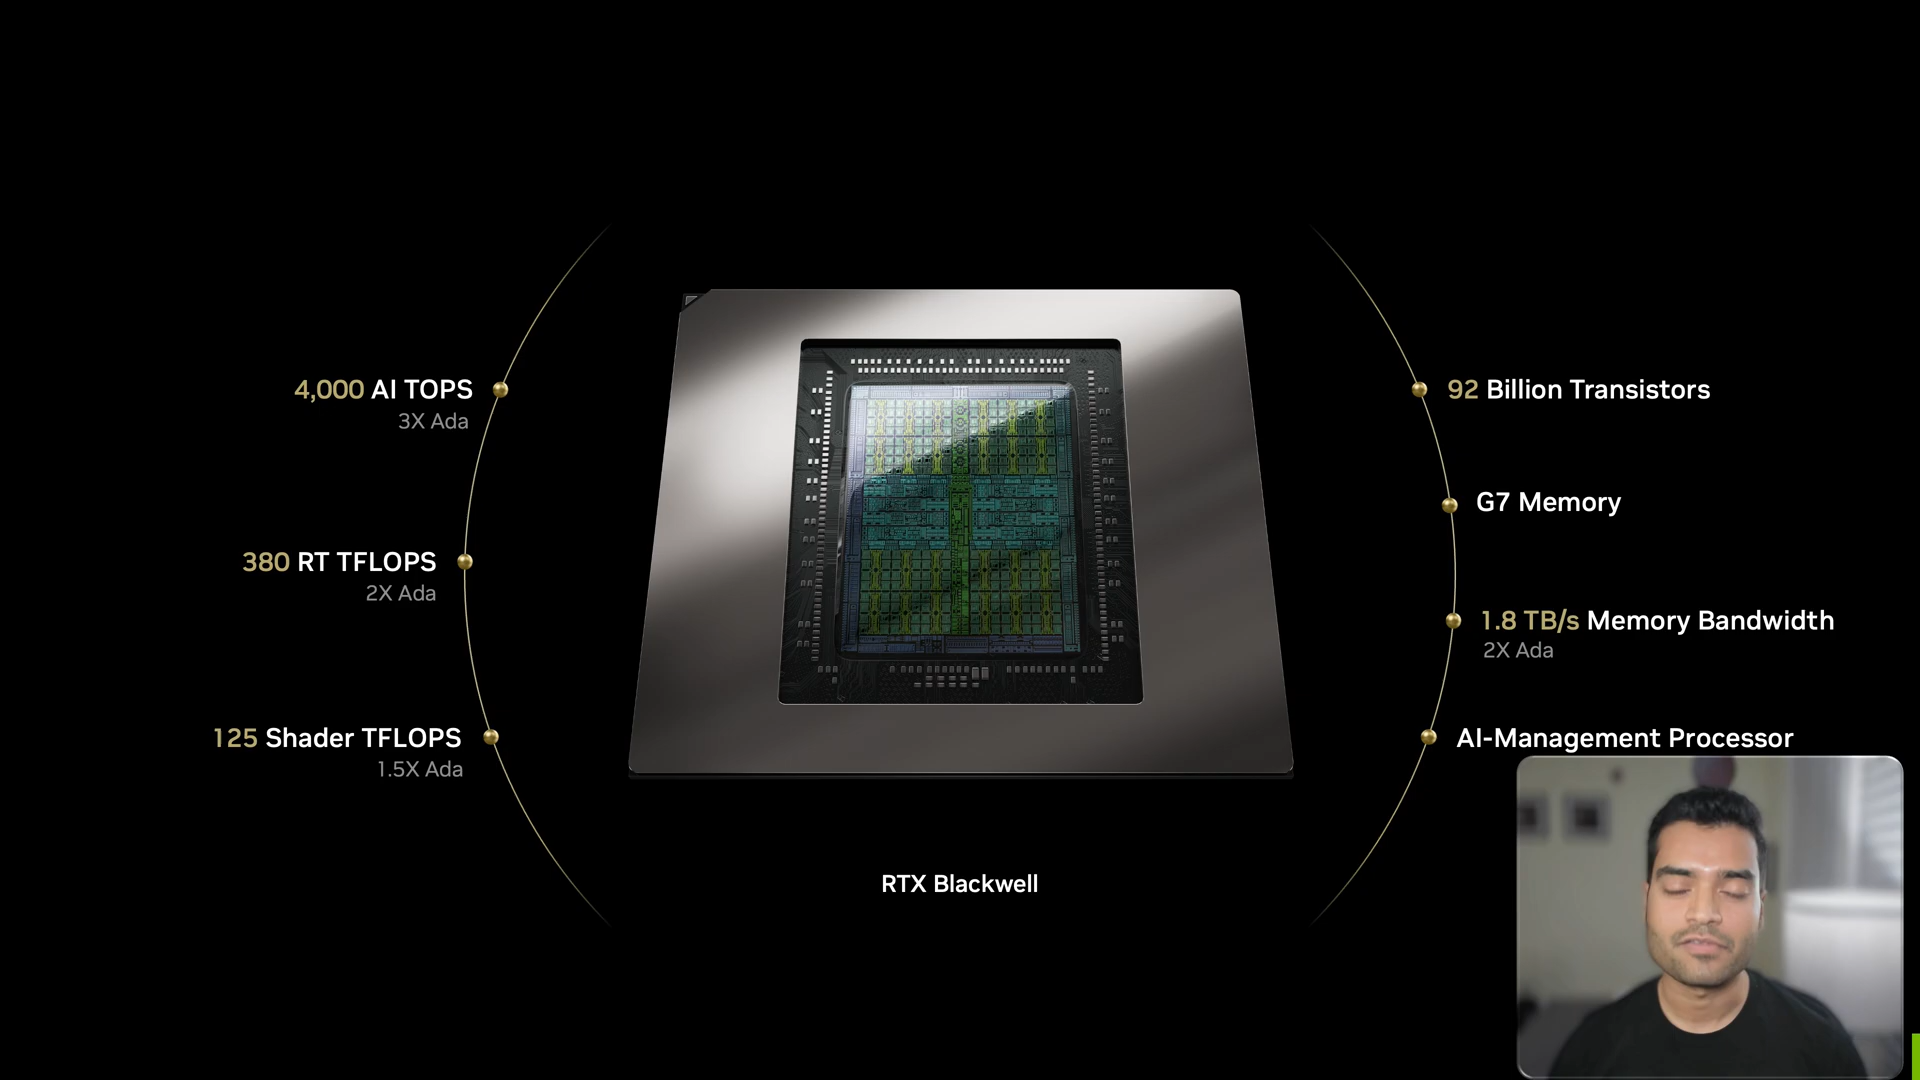 4,000 AI TOPS
3X Ada
380 RT TFLOPS
2X Ada
125 Shader TFLOPS
1.5X Ada
92 Billion Transistors
G7 Memory
1.8 TB/s Memory Bandwidth
2X Ada
AI-Management Processor
RTX Blackwell